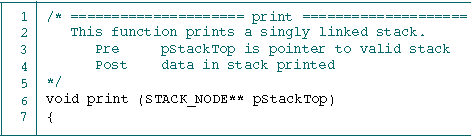 1 /* ====================== print =====================
2 This function prints a singly linked stack.
3 Pre pStackTop is pointer to valid stack
4 Post data in stack printed
5 */
6 void print (STACK_NODE** pStackTop)
7 {